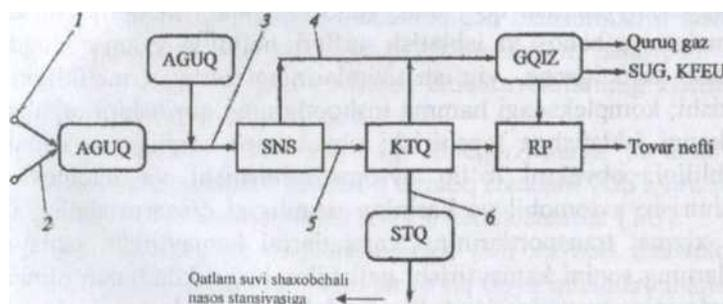 1
3
4
AGUQ
GQIZ
Quruq gaz
SUG, KFEU
AGUQ
SNS
KTQ
RP
Tovar nefti
2
5
6
STQ
Qatlam suvi shaxobchali
nasos stansiyasiga